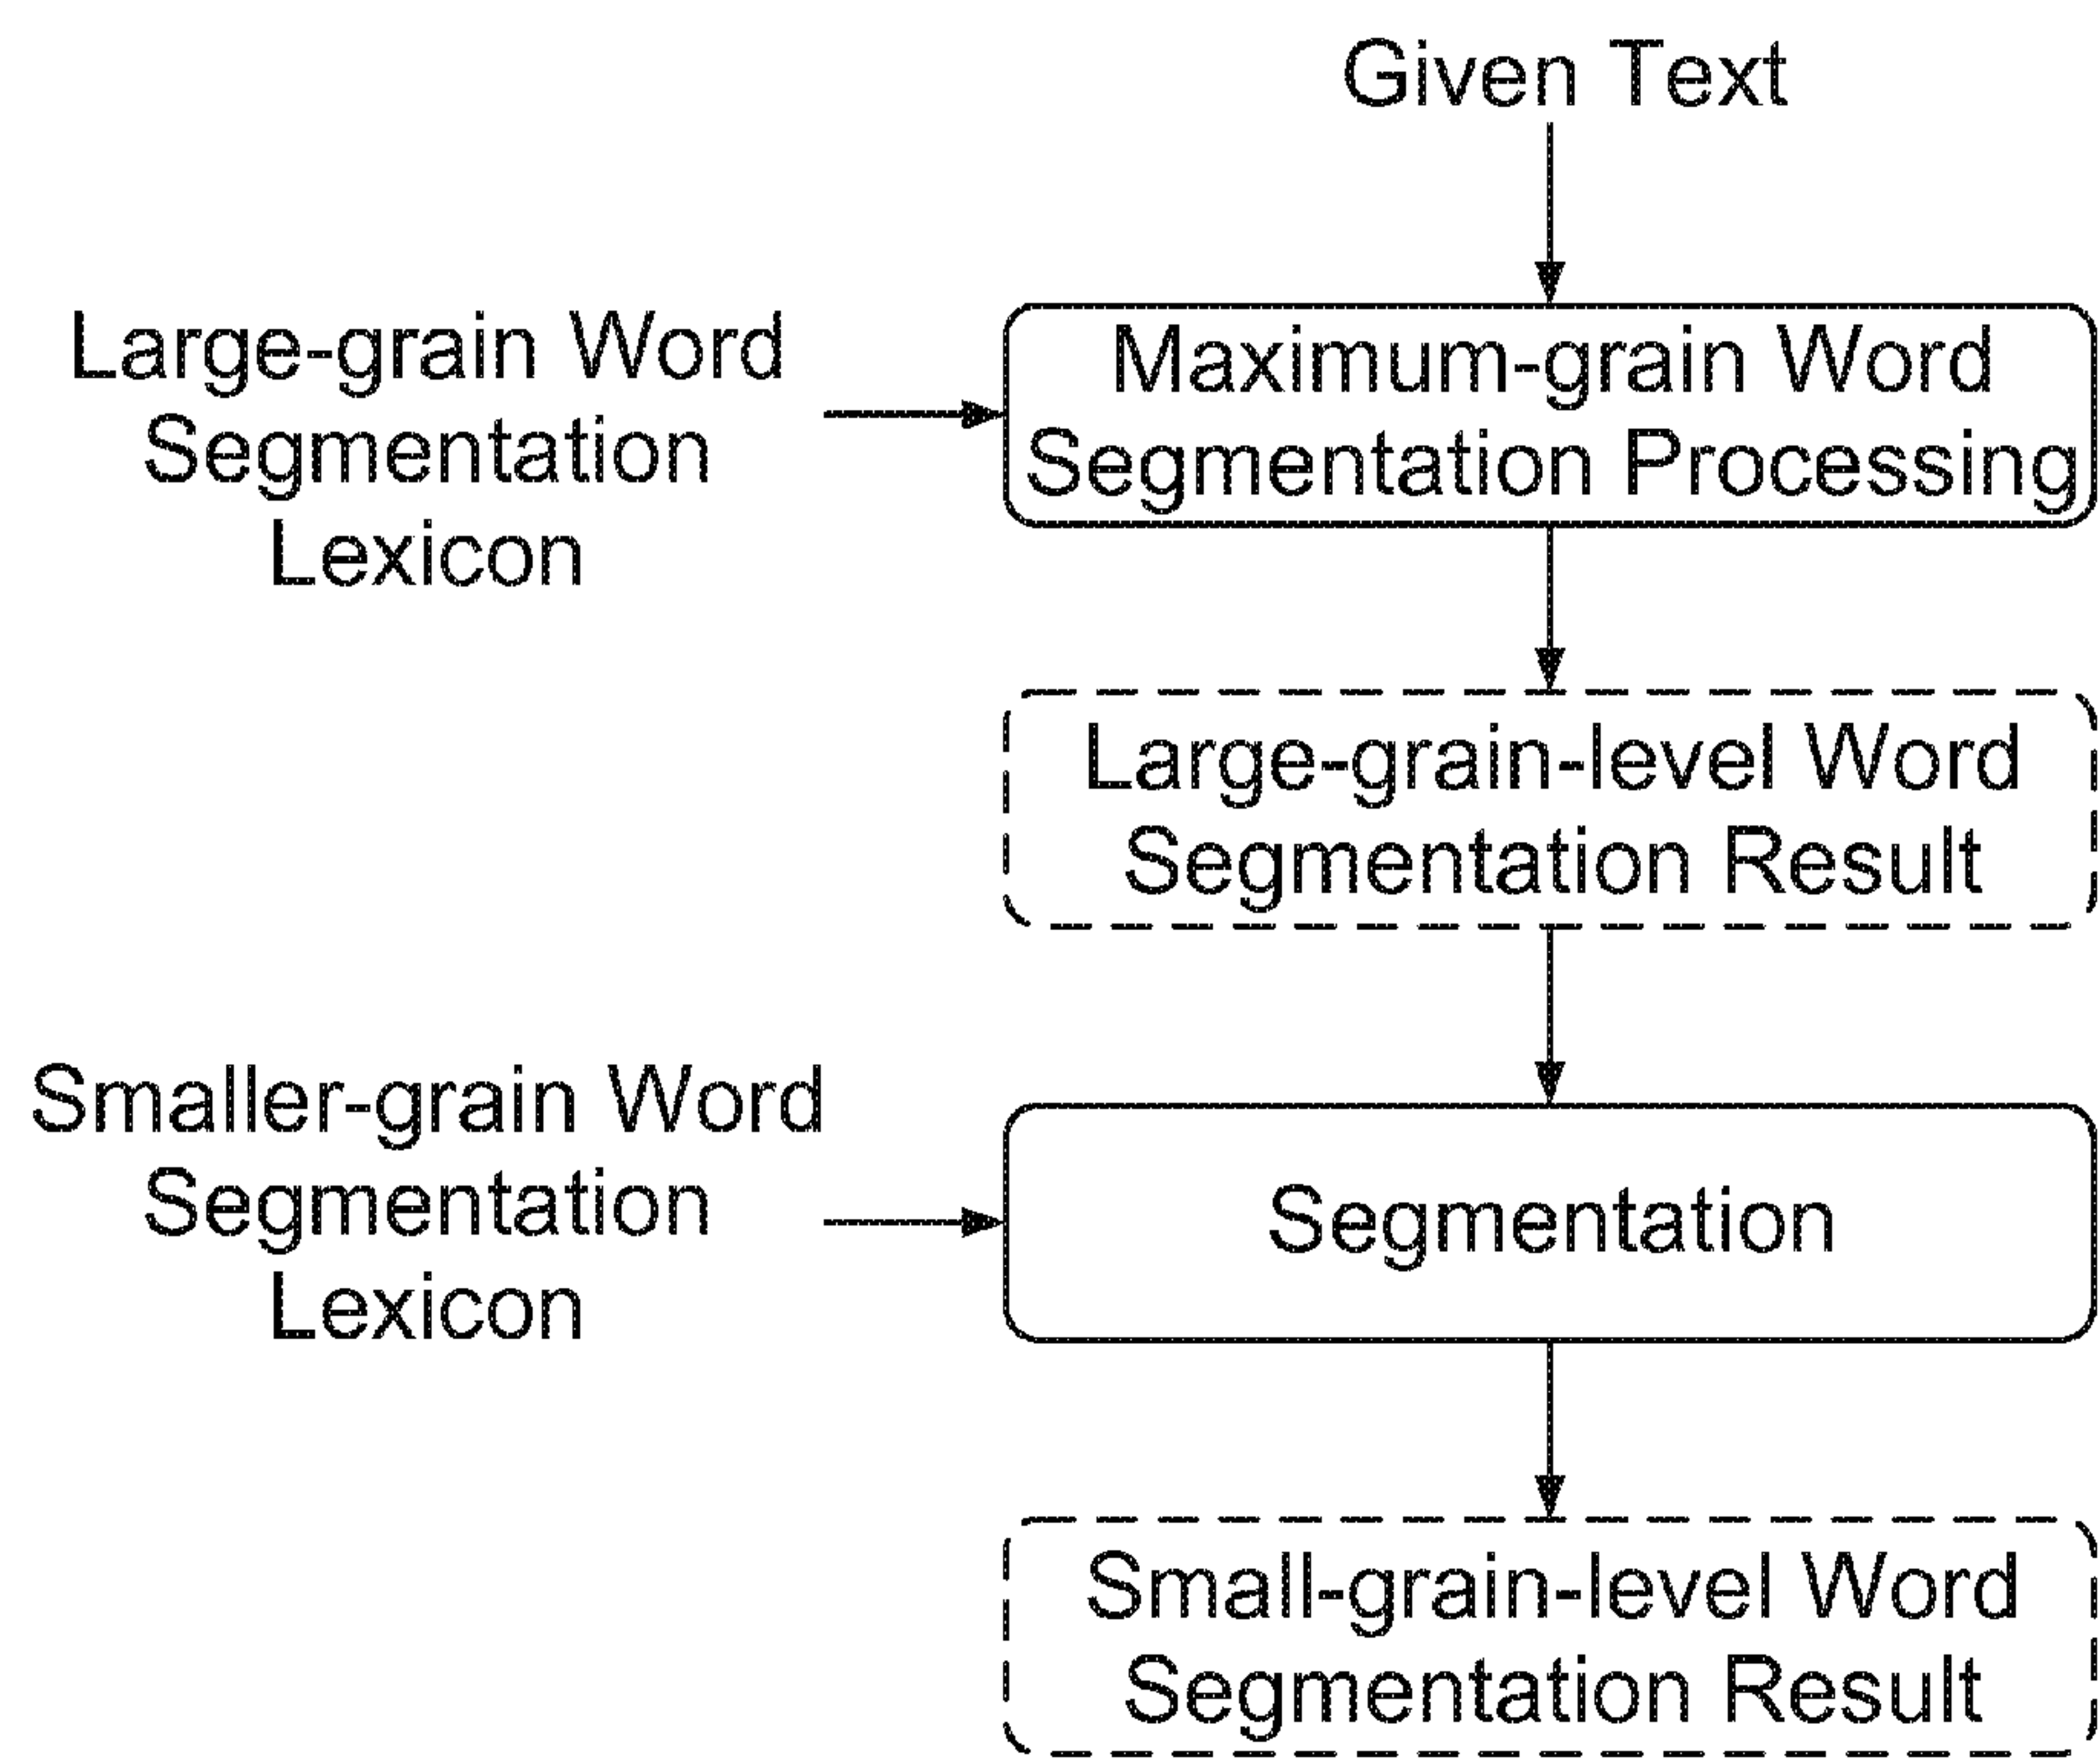 Given Text
Large-grain Word
Segmentation
Lexicon
Maximum-grain Word
Segmentation Processing
Large-grain-level Word
Segmentation Result
Smaller-grain Word
Segmentation
Lexicon
Segmentation
Small-grain-level Word
Segmentation Result